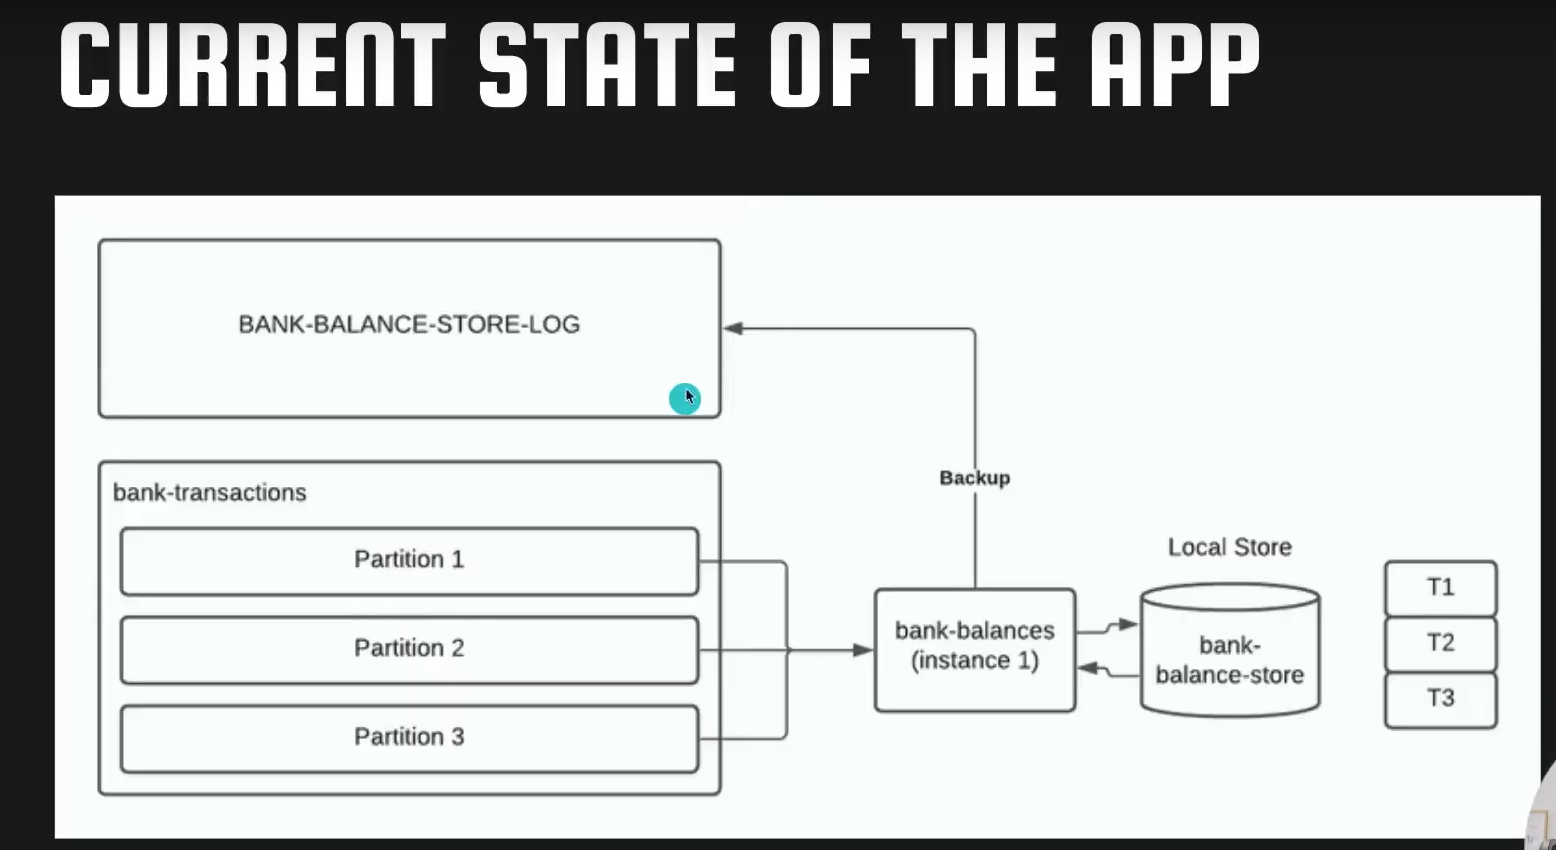 CURRENT STATE OF THE APP
BANK-BALANCE-STORE-LOG
bank-transactions
Partition 1
Partition 2
Partition 3
Backup
bank-balances
(instance 1)
Local Store
bank-
balance-store
T1
T2
T3